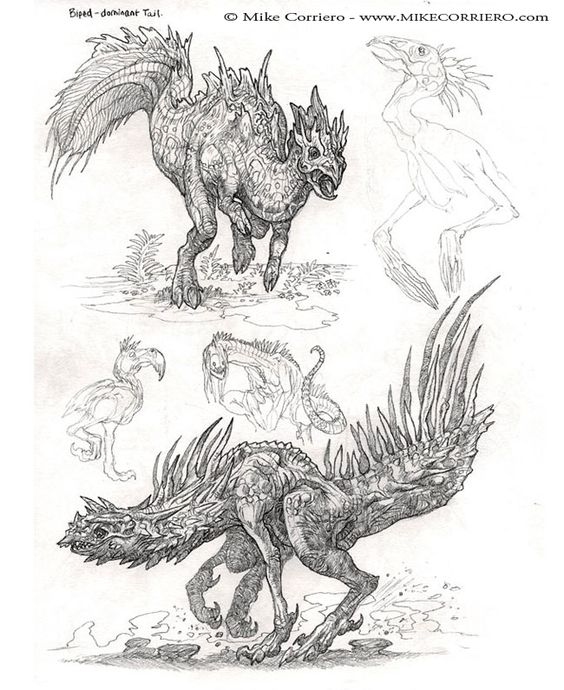 Biped - dominant Tail.
© Mike Corriero - www.MIKECORRIERO.com